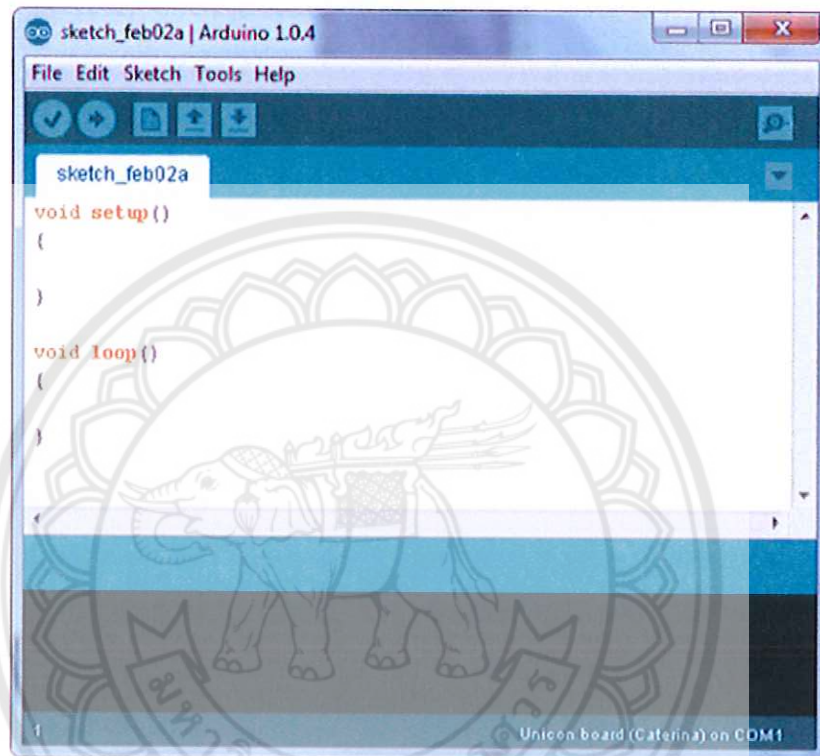 sketch_feb02a | Arduino 1.0.4
File Edit Sketch Tools Help
sketch_feb02a
void setup()
{
}
void loop()
{
}
1
Unicon board (Caterina) on COM1